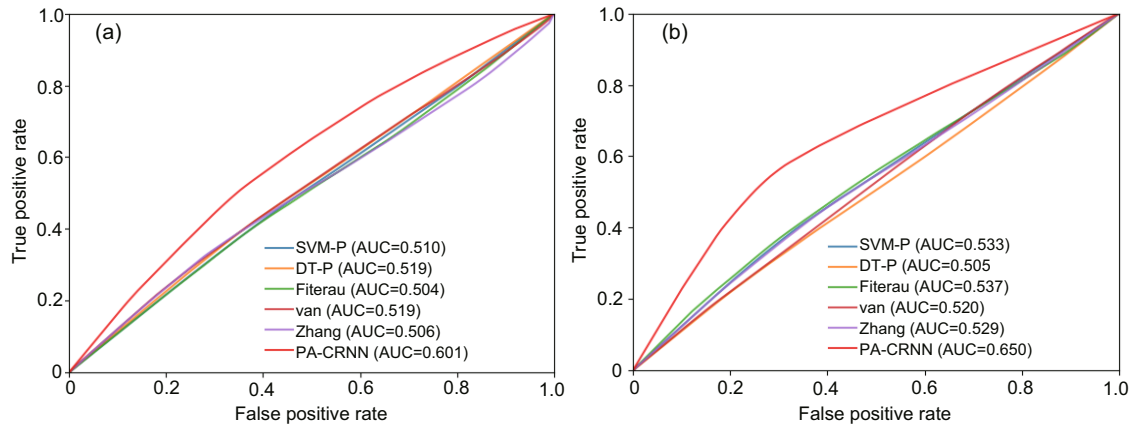 (a)
True positive rate
1.0
0.8
0.6
0.4
0.2
0
SVM-P (AUC=0.510)
DT-P (AUC=0.519)
Fiterau (AUC=0.504)
van (AUC=0.519)
Zhang (AUC=0.506)
PA-CRNN (AUC=0.601)
0 0.2 0.4 0.6 0.8 1.0
False positive rate
(b)
True positive rate
1.0
0.8
0.6
0.4
0.2
0
SVM-P (AUC=0.533)
DT-P (AUC=0.505
Fiterau (AUC=0.537)
van (AUC=0.520)
Zhang (AUC=0.529)
PA-CRNN (AUC=0.650)
0 0.2 0.4 0.6 0.8 1.0
False positive rate